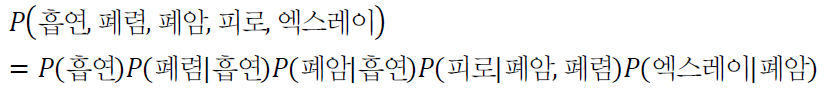 P(흡연, 폐렴, 폐암, 피로, 엑스레이)
= P(흡연)P(폐렴|흡연)P(폐암|흡연)P(피로|폐암, 폐렴)P(엑스레이|폐암)